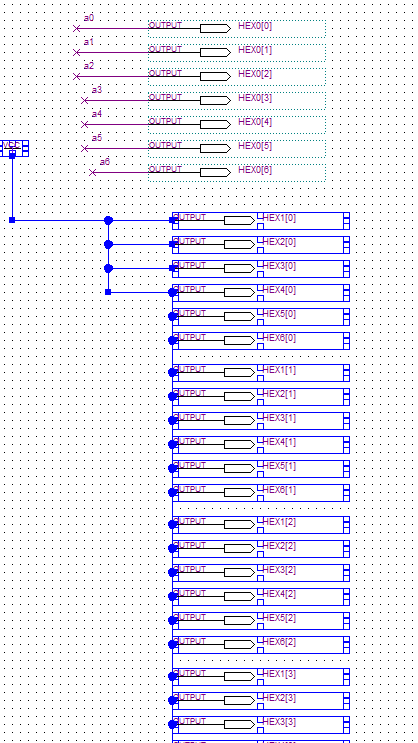 a0
OUTPUT HEX0[0]
a1
OUTPUT HEX0[1]
a2
OUTPUT HEX0[2]
a3
OUTPUT HEX0[3]
a4
OUTPUT HEX0[4]
a5
OUTPUT HEX0[5]
VCC
a6
OUTPUT HEX0[6]
OUTPUT HEX1[0]
OUTPUT HEX2[0]
OUTPUT HEX3[0]
OUTPUT HEX4[0]
OUTPUT HEX5[0]
OUTPUT HEX6[0]
OUTPUT HEX1[1]
OUTPUT HEX2[1]
OUTPUT HEX3[1]
OUTPUT HEX4[1]
OUTPUT HEX5[1]
OUTPUT HEX6[1]
OUTPUT HEX1[2]
OUTPUT HEX2[2]
OUTPUT HEX3[2]
OUTPUT HEX4[2]
OUTPUT HEX5[2]
OUTPUT HEX6[2]
OUTPUT HEX1[3]
OUTPUT HEX2[3]
OUTPUT HEX3[3]